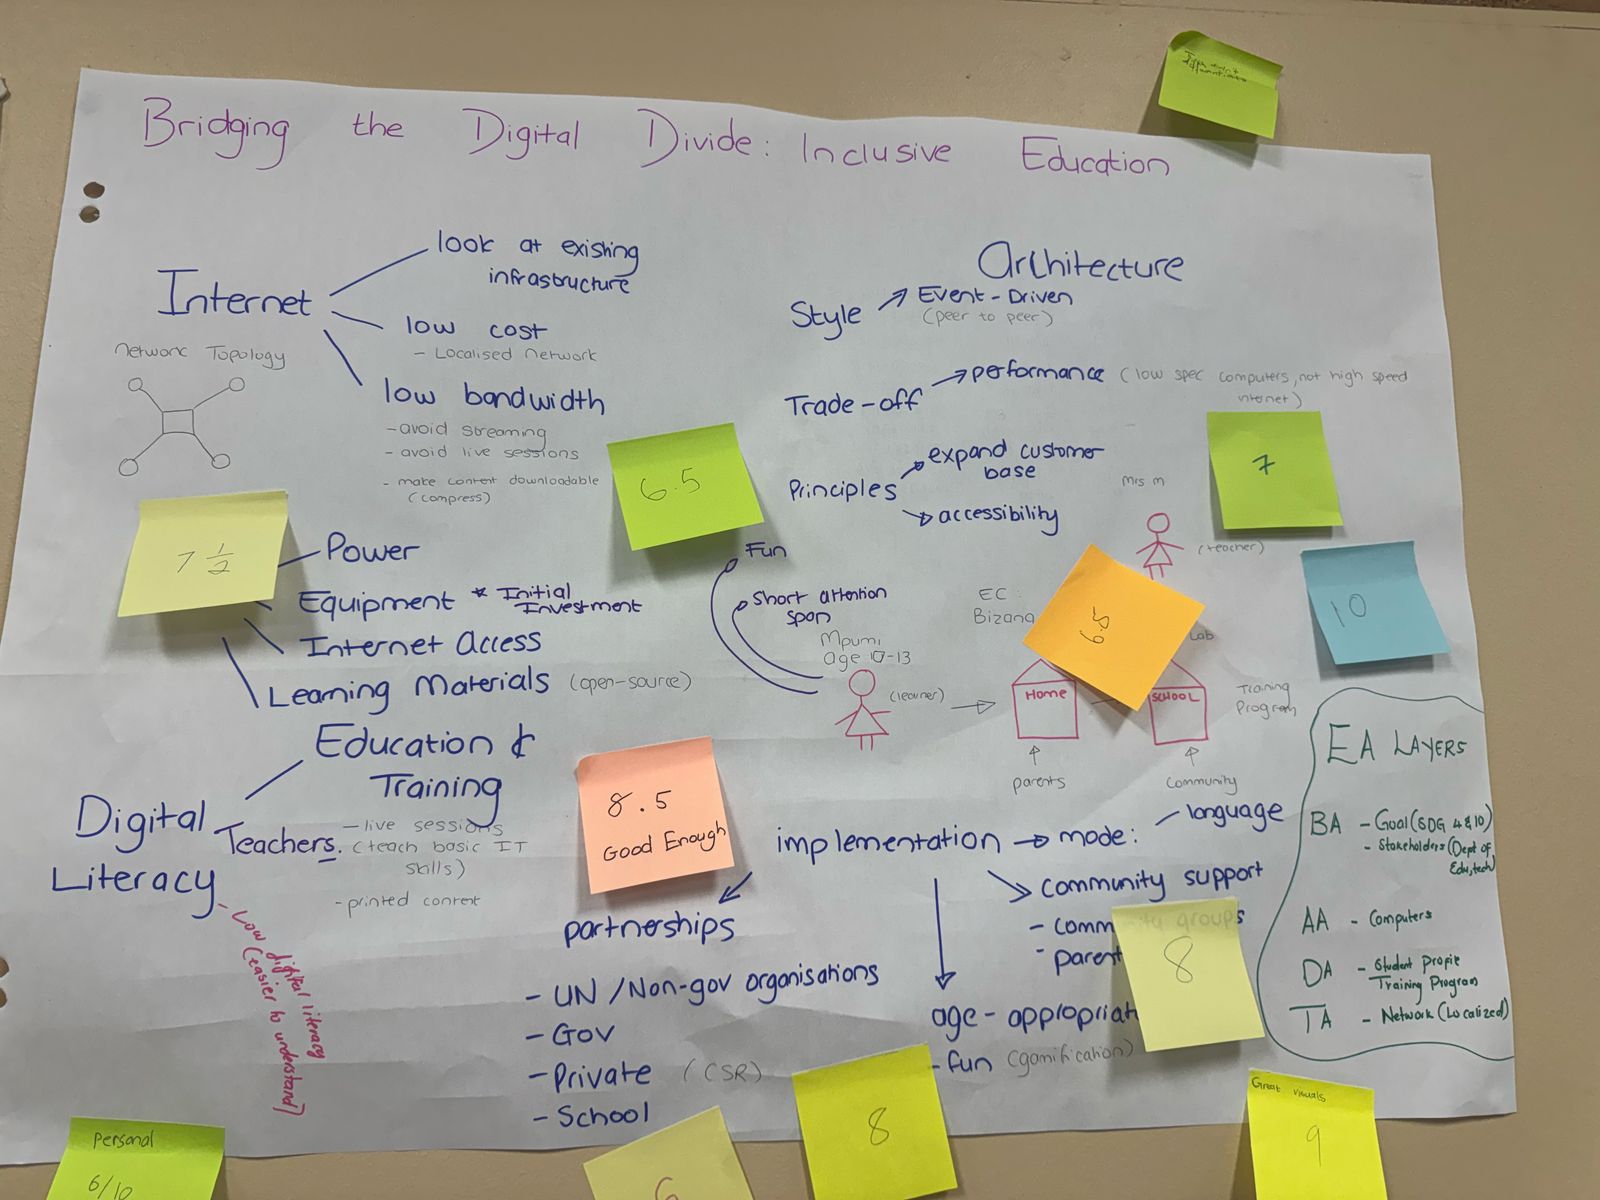 Bridging the Digital Divide: Inclusive Education
Internet
look at existing
infrastructure
low cost
- Localised network
low bandwidth
- avoid streaming
- avoid live sessions
- make content downloadable
(compress)
Network Topology
6.5
7 1/2
Power
Equipment * Initial
Investment
Internet Access
Learning Materials (open-source)
Digital
Literacy
Education &
Training
Teachers.
- live sessions
(teach basic IT
skills)
- printed content
- Low digital literacy
(easier to understand)
Architecture
Style
Event-Driven
(peer to peer)
Trade-off
performance (low spec computers, not high speed
internet)
Principles
expand customer
base
accessibility
7
Fun
Short attention
span
Mpumi
age 10-13
(learner)
EC:
Bizana
Mrs M
(teacher)
6.5
10
Lab
Home
SCHOOL
Training
Program
parents
Community
8.5
Good Enough
implementation
mode:
language
community support
- community groups
- parent
8
partnerships
- UN / Non-gov organisations
- Gov
- Private (CSR)
- School
age-appropriat
- fun (gamification)
EA LAYERS
BA - Goal (SDG 4 & 10)
- Stakeholders (Dept of
Edu, tech)
AA - Computers
DA - Student Profile
Training Program
TA - Network (Localized)
Personal
6/10
6
8
Great visuals
9